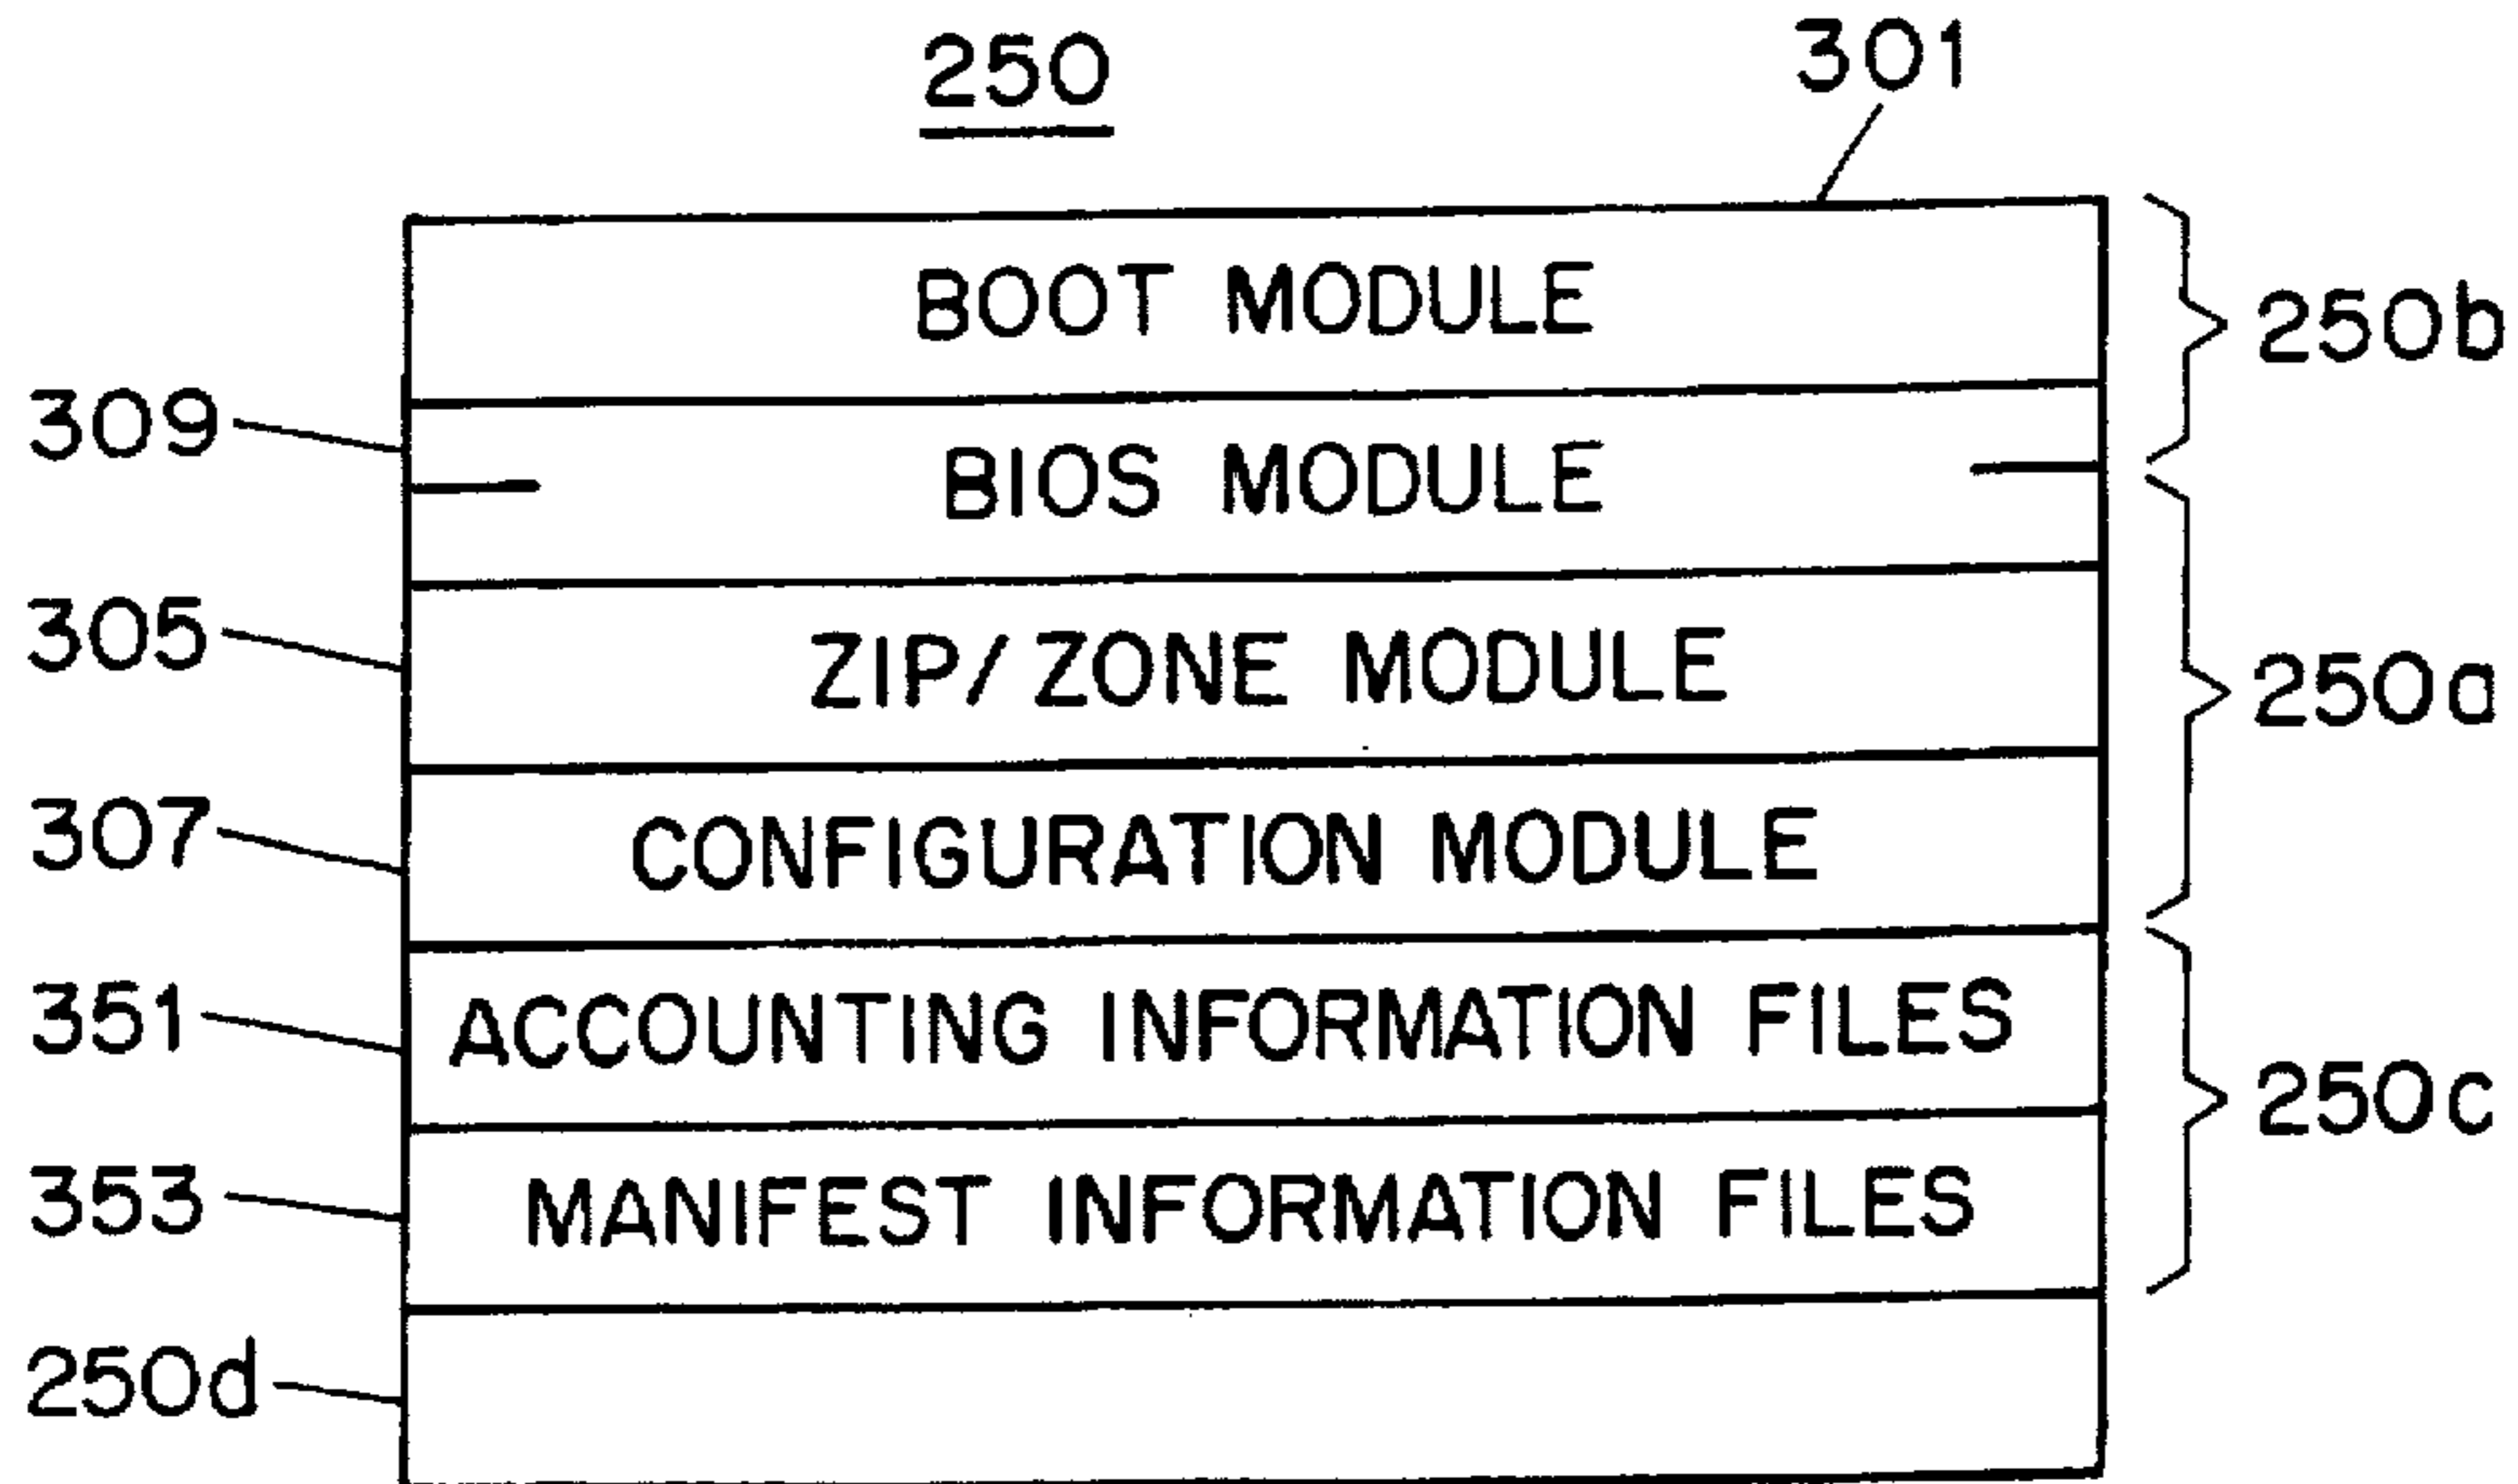 250
301
BOOT MODULE
250b
309
BIOS MODULE
305
ZIP/ZONE MODULE
250a
307
CONFIGURATION MODULE
351
ACCOUNTING INFORMATION FILES
250c
353
MANIFEST INFORMATION FILES
250d